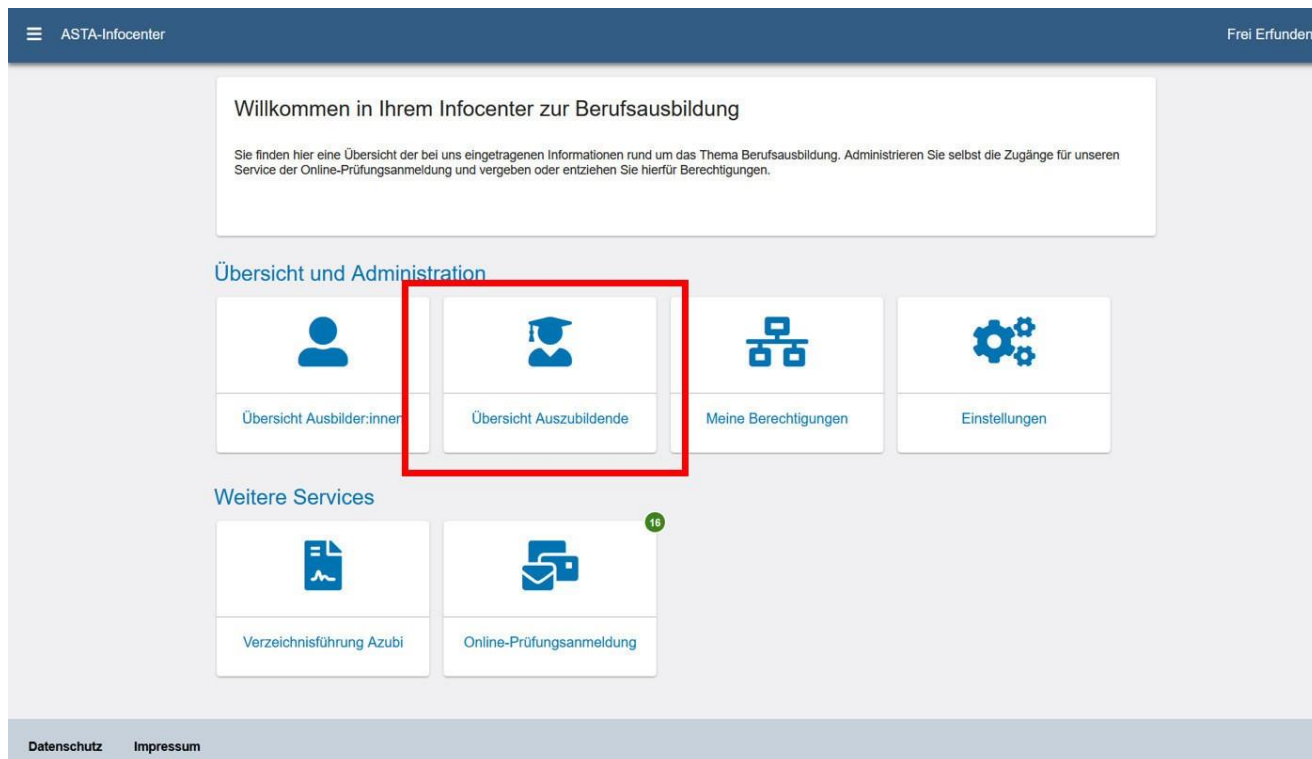 ASTA-Infocenter
Frei Erfunden
Willkommen in Ihrem Infocenter zur Berufsausbildung
Sie finden hier eine Übersicht der bei uns eingetragenen Informationen rund um das Thema Berufsausbildung. Administrieren Sie selbst die Zugänge für unseren
Service der Online-Prüfungsanmeldung und vergeben oder entziehen Sie hierfür Berechtigungen.
Übersicht und Administration
Übersicht Ausbilder:innen
Übersicht Auszubildende
Meine Berechtigungen
Einstellungen
Weitere Services
16
Verzeichnisführung Azubi
Online-Prüfungsanmeldung
Datenschutz
Impressum